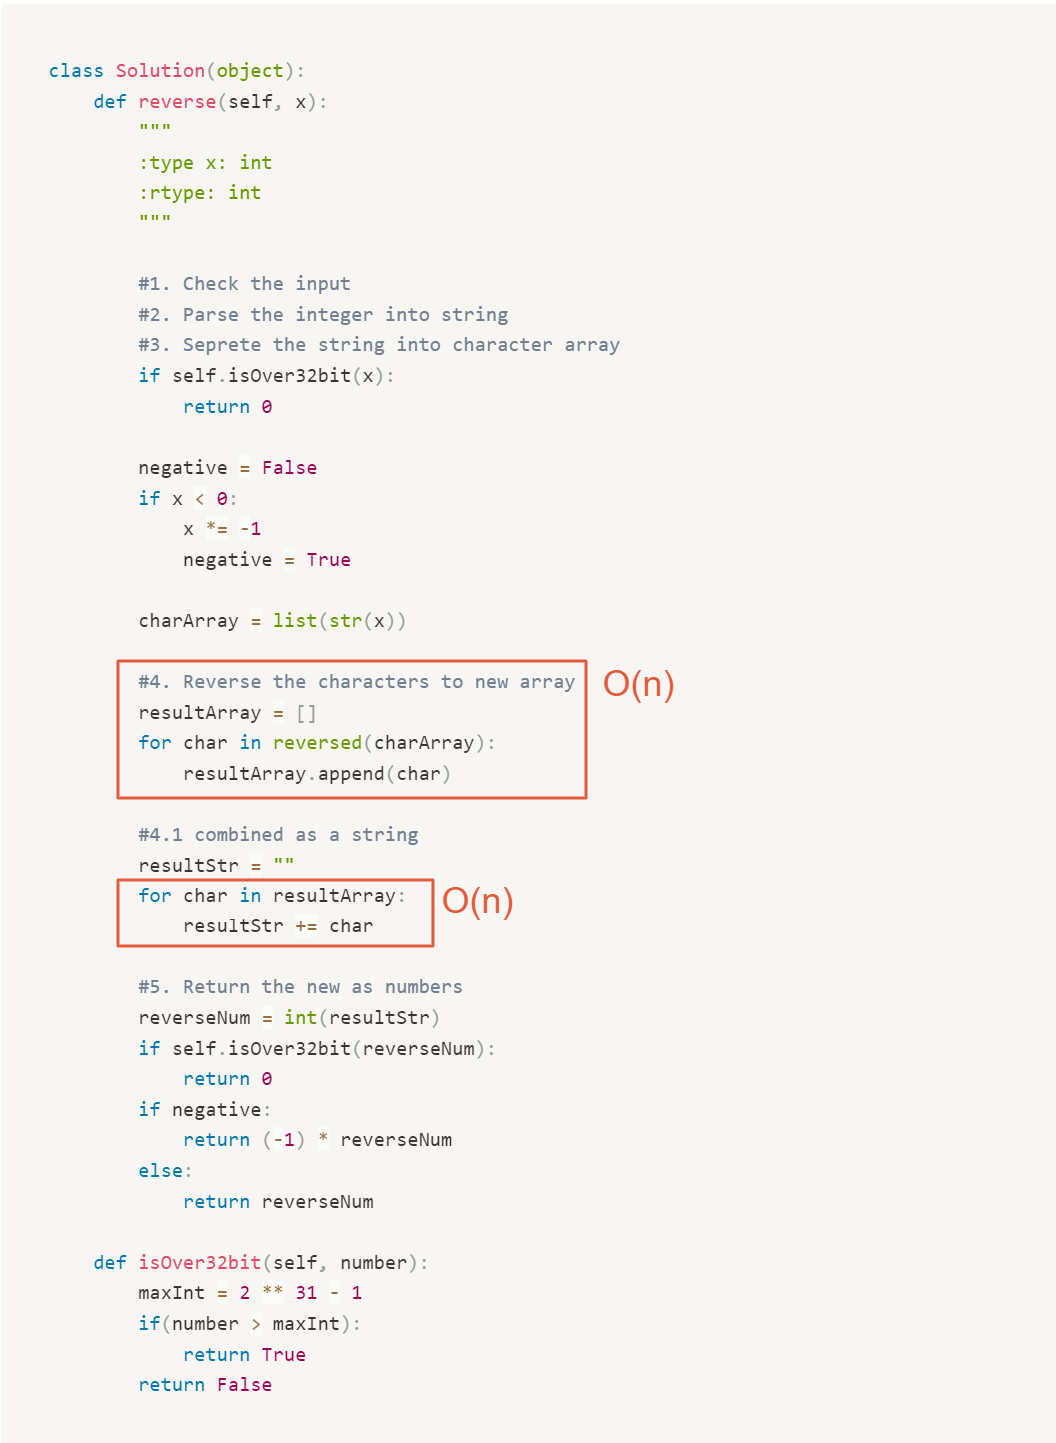 class Solution(object):
    def reverse(self, x):
        """
        :type x: int
        :rtype: int
        """
        #1. Check the input
        #2. Parse the integer into string
        #3. Seprete the string into character array
        if self.isOver32bit(x):
            return 0
        negative = False
        if x < 0:
            x *= -1
            negative = True
        charArray = list(str(x))
        #4. Reverse the characters to new array O(n)
        resultArray = []
        for char in reversed(charArray):
            resultArray.append(char)
        #4.1 combined as a string
        resultStr = ""
        for char in resultArray: O(n)
            resultStr += char
        #5. Return the new as numbers
        reverseNum = int(resultStr)
        if self.isOver32bit(reverseNum):
            return 0
        if negative:
            return (-1) * reverseNum
        else:
            return reverseNum
    def isOver32bit(self, number):
        maxInt = 2 ** 31 - 1
        if(number > maxInt):
            return True
        return False